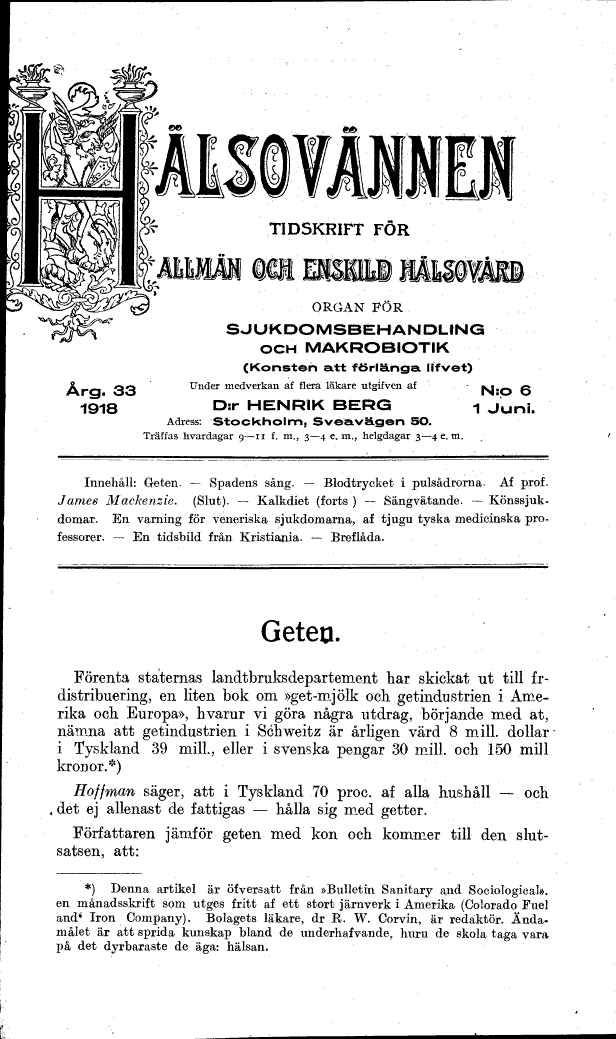 HÄLSOVÄNNEN
TIDSKRIFT FÖR
ALLMÄN OCH ENSKILD HÄLSOVÅRD
ORGAN FÖR
SJUKDOMSBEHANDLING
OCH MAKROBIOTIK
(Konsten att förlänga lifvet)
Årg. 33
1918
Under medverkan af flera läkare utgifven af
D:r HENRIK BERG
Adress: Stockholm, Sveavägen 50.
Träffas hvardagar 9—11 f. m., 3—4 e. m., helgdagar 3—4 e. m.
N:o 6
1 Juni.
Innehåll: Geten. — Spadens sång. — Blodtrycket i pulsådrorna. Af prof.
James Mackenzie. (Slut). — Kalkdiet (forts ) — Sängvätande. — Könssjuk-
domar. En varning för veneriska sjukdomarna, af tjugu tyska medicinska pro-
fessorer. — En tidsbild från Kristiania. — Breflåda.
Geten.
Förenta staternas landtbruksdepartement har skickat ut till fr-
distribuering, en liten bok om »get-mjölk och getindustrien i Ame-
rika och Europa», hvarur vi göra några utdrag, börjande med at,
nämna att getindustrien i Schweitz är årligen värd 8 mill. dollar
i Tyskland 39 mill., eller i svenska pengar 30 mill. och 150 mill
kronor.*)
Hoffman säger, att i Tyskland 70 proc. af alla hushåll — och
det ej allenast de fattigas — hålla sig med getter.
Författaren jämför geten med kon och kommer till den slut-
satsen, att:
*) Denna artikel är öfversatt från »Bulletin Sanitary and Sociological»,
en månadsskrift som utges fritt af ett stort järnverk i Amerika (Colorado Fuel
and' Iron Company). Bolagets läkare, dr R. W. Corvin, är redaktör. Ända-
målet är att sprida kunskap bland de underhafvande, huru de skola taga vara
på det dyrbaraste de äga: hälsan.